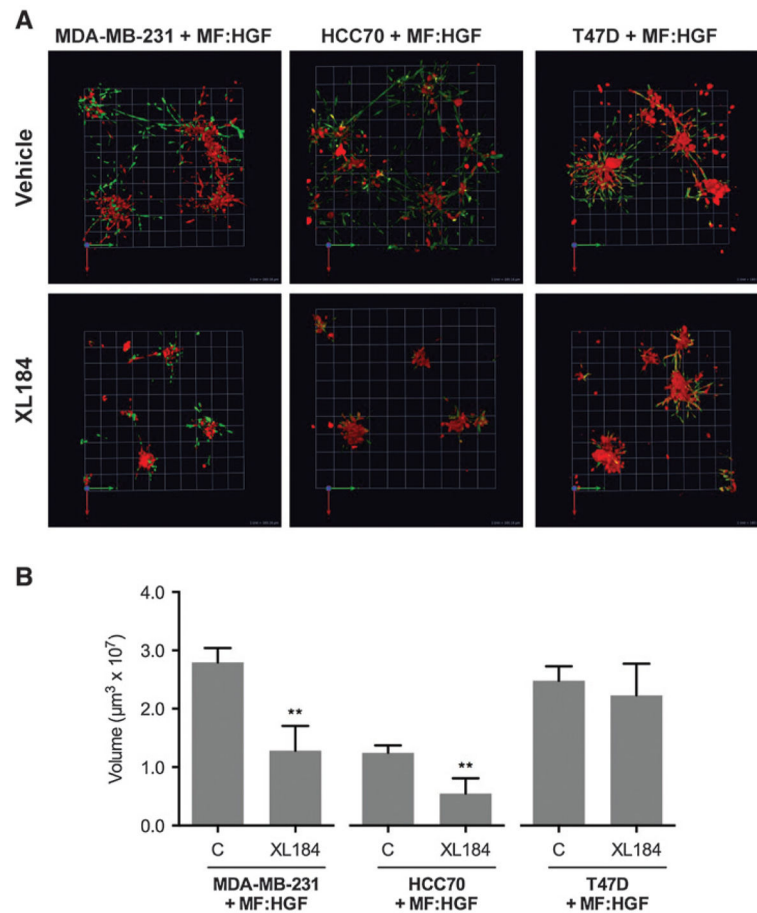 A
MDA-MB-231 + MF:HGF
HCC70 + MF:HGF
T47D + MF:HGF
Vehicle
XL184
B
Volume (µm³ x 10⁷)
4.0
3.0
2.0
1.0
0.0
**
**
C
XL184
C
XL184
C
XL184
MDA-MB-231
+ MF:HGF
HCC70
+ MF:HGF
T47D
+ MF:HGF